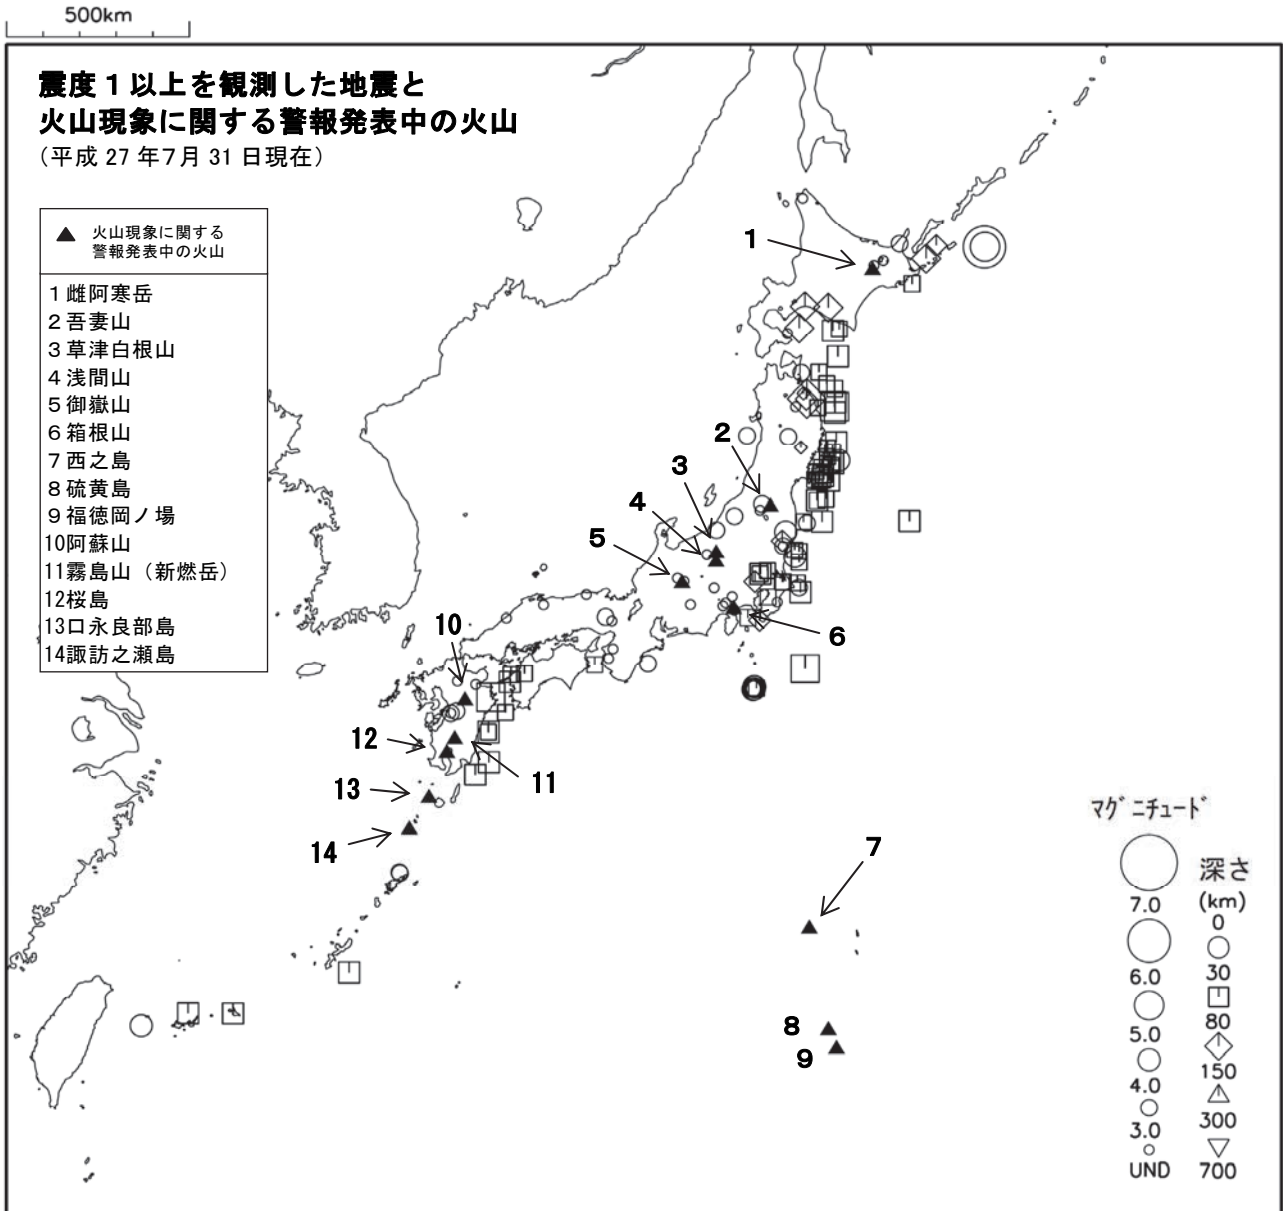 500km
震度１以上を観測した地震と
火山現象に関する警報発表中の火山
（平成 27 年７月 31 日現在）
▲ 火山現象に関する
警報発表中の火山
１雌阿寒岳
２吾妻山
３草津白根山
４浅間山
５御嶽山
６箱根山
７西之島
８硫黄島
９福徳岡ノ場
10阿蘇山
11霧島山（新燃岳）
12桜島
13口永良部島
14諏訪之瀬島
1
2
3
4
5
6
10
12
11
13
14
7
8
9
マグニチュード
7.0
6.0
5.0
4.0
3.0
UND
深さ
(km)
0
30
80
150
300
700